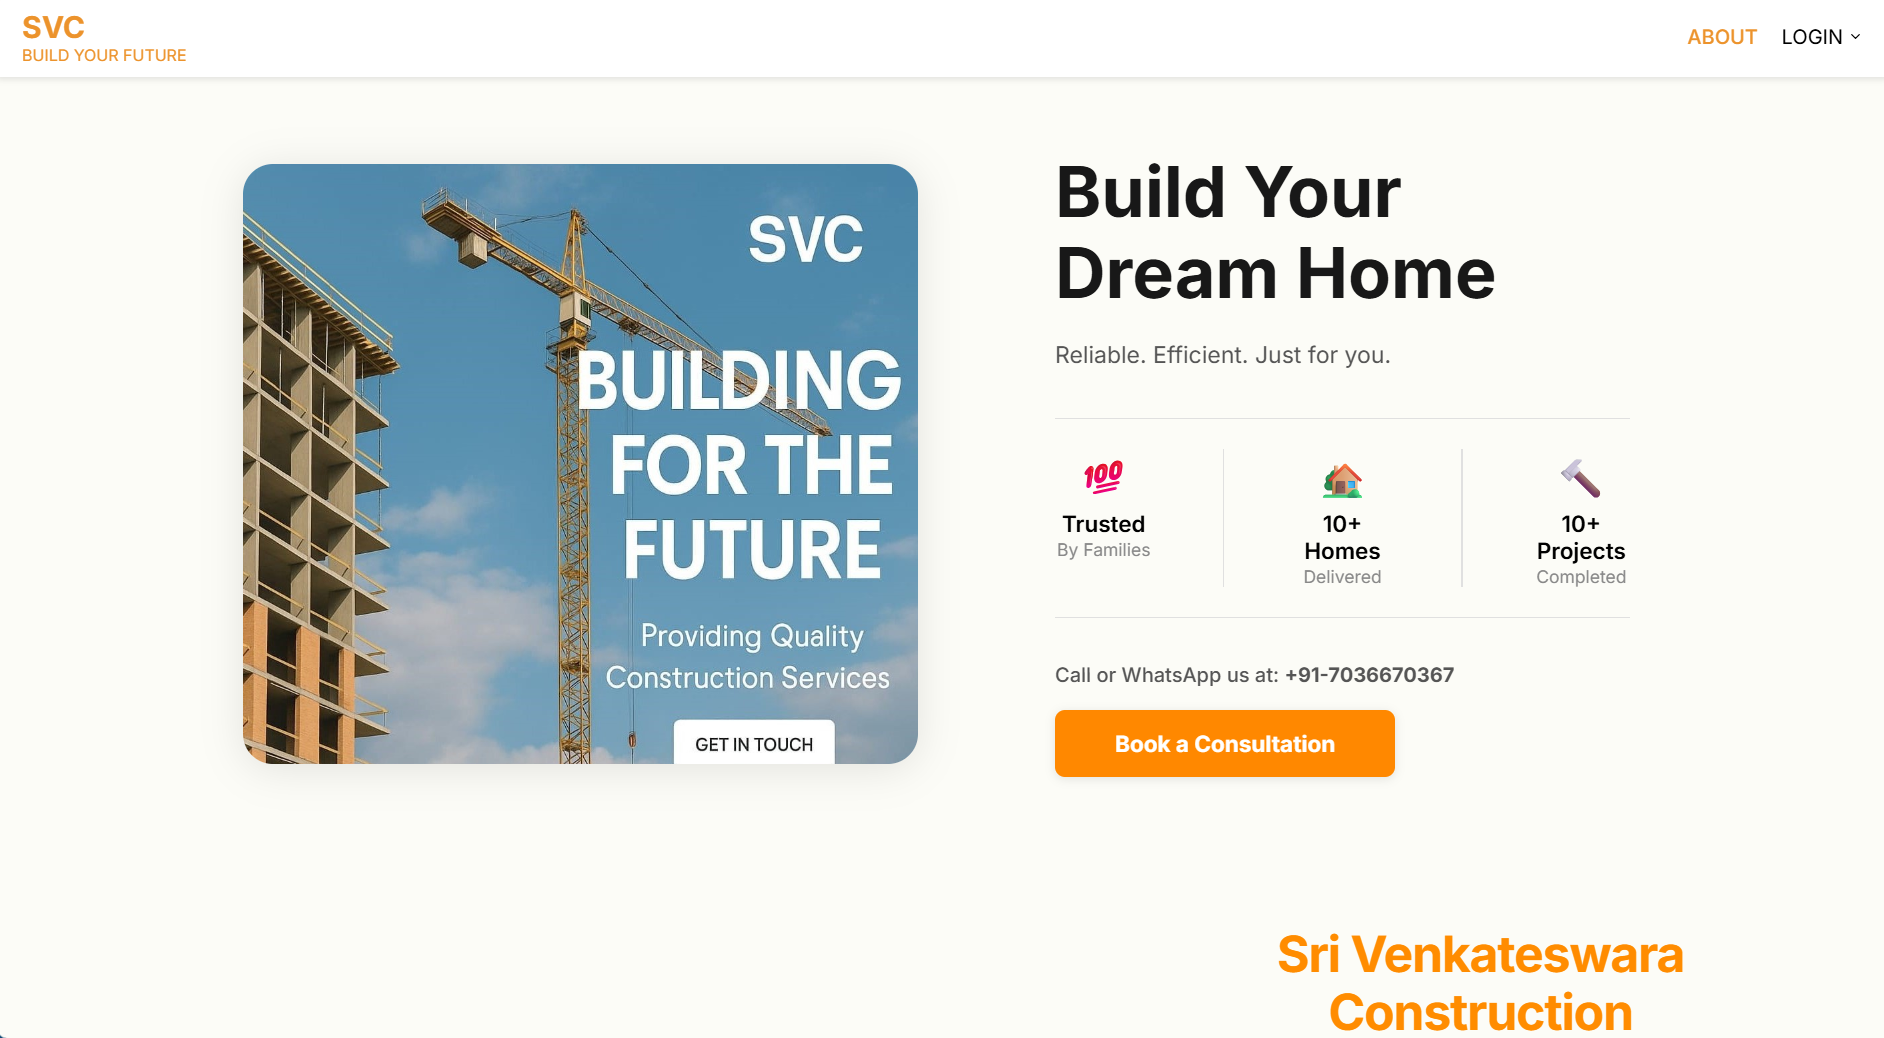 SVC
BUILD YOUR FUTURE
ABOUT
LOGIN
SVC
BUILDING
FOR THE
FUTURE
Providing Quality
Construction Services
GET IN TOUCH
Build Your
Dream Home
Reliable. Efficient. Just for you.
💯
Trusted
By Families
10+
Homes
Delivered
10+
Projects
Completed
Call or WhatsApp us at: +91-7036670367
Book a Consultation
Sri Venkateswara
Construction